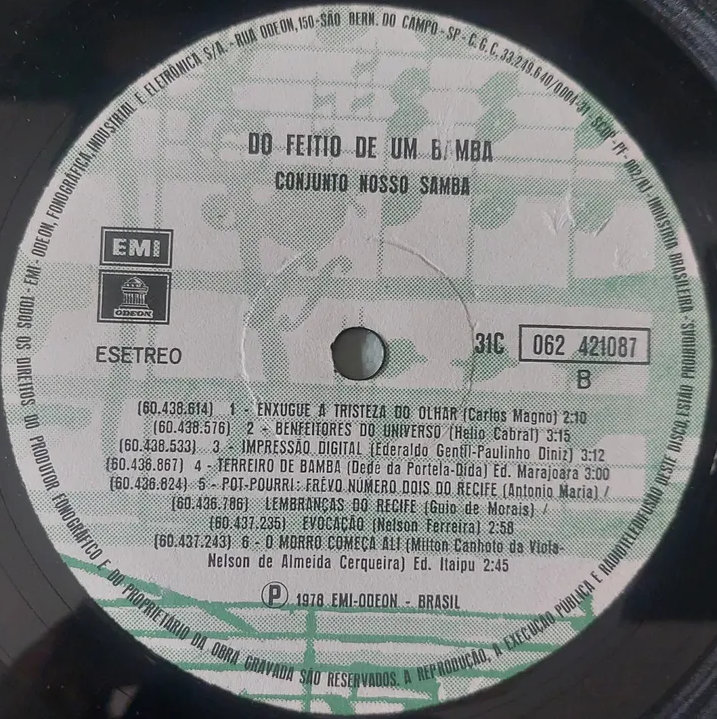 DO FEITIO DE UM BAMBA
CONJUNTO NOSSO SAMBA
EMI
ODEON
ESETREO
31C 062 421087
B
(60.438.614) 1 - ENXUGUE A TRISTEZA DO OLHAR (Carlos Magno) 2:10
(60.438.576) 2 - BENFEITORES DO UNIVERSO (Helio Cabral) 3:15
(60.438.533) 3 - IMPRESSÃO DIGITAL (Ederaldo Gentil-Paulinho Diniz) 3:12
(60.436.867) 4 - TERREIRO DE BAMBA (Dedé da Portela-Dida) Ed. Marajoara 3:00
(60.436.824) 5 - POT-POURRI: FRÊVO NÚMERO DOIS DO RECIFE (Antonio Maria) /
(60.436.786) LEMBRANÇAS DO RECIFE (Guio de Morais) /
(60.437.235) EVOCAÇÃO (Nelson Ferreira) 2:58
(60.437.243) 6 - O MORRO COMEÇA ALI (Milton Canhoto da Viola-
Nelson de Almeida Cerqueira) Ed. Itaipu 2:45
℗ 1978 EMI-ODEON - BRASIL
TODOS OS DIREITOS DO PRODUTOR FONOGRÁFICO E DO PROPRIETÁRIO DA OBRA GRAVADA SÃO RESERVADOS. A REPRODUÇÃO, A EXECUÇÃO PÚBLICA E RADIOTELEDIFUSÃO DESTE DISCO, ESTÃO PROIBIDAS. EMI-ODEON, FONOGRÁFICA, INDUSTRIAL E ELETRÔNICA S/A. - RUA ODEON, 150 - SÃO BERN. DO CAMPO - SP - C.G.C. 33.249.640/0004-31 - SCDP-PF-002/RJ - INDÚSTRIA BRASILEIRA